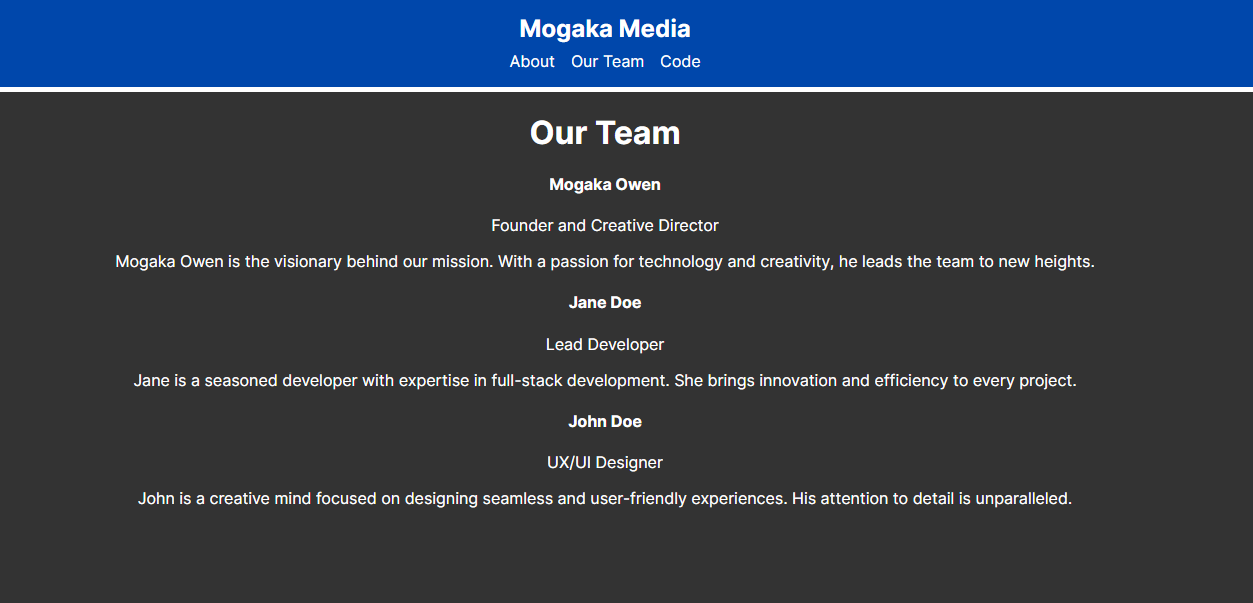 Mogaka Media
About Our Team Code
Our Team
Mogaka Owen
Founder and Creative Director
Mogaka Owen is the visionary behind our mission. With a passion for technology and creativity, he leads the team to new heights.
Jane Doe
Lead Developer
Jane is a seasoned developer with expertise in full-stack development. She brings innovation and efficiency to every project.
John Doe
UX/UI Designer
John is a creative mind focused on designing seamless and user-friendly experiences. His attention to detail is unparalleled.